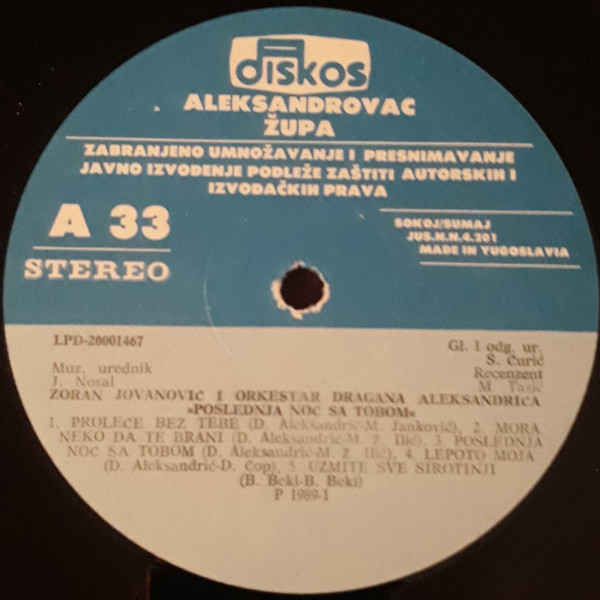 DISKOS
ALEKSANDROVAC
ŽUPA
ZABRANJENO UMNOŽAVANJE I PRESNIMAVANJE
JAVNO IZVOĐENJE PODLEŽE ZAŠTITI AUTORSKIH I
IZVOĐAČKIH PRAVA
A 33
STEREO
SOKOJ/SUMAJ
JUS.N.N.4.201
MADE IN YUGOSLAVIA
LPD-20001467
Muz. urednik
J. Nosal
Gl. I odg. ur.
S. Ćurić
Recenzent
M. Tasić
ZORAN JOVANOVIĆ I ORKESTAR DRAGANA ALEKSANDRIĆA
»POSLEDNJA NOĆ SA TOBOM«
1. PROLEĆE BEZ TEBE (D. Aleksandrić-M. Janković), 2. MORA
NEKO DA TE BRANI (D. Aleksandrić-M. Ž. Ilić), 3. POSLEDNJA
NOĆ SA TOBOM (D. Aleksandrić-M. Ž. Ilić), 4. LEPOTO MOJA
(D. Aleksandrić-D. Ćop), 5. UZMITE SVE SIROTINJI
(B. Beki-B. Beki)
P 1989-I